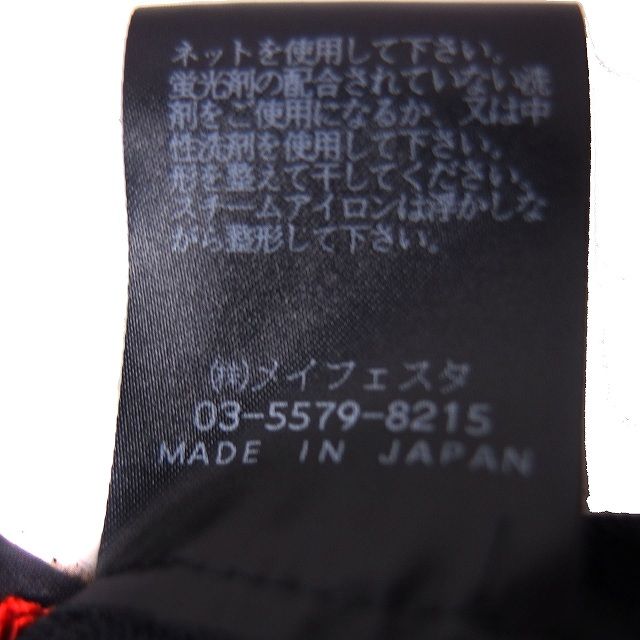 ネットを使用して下さい。
蛍光剤の配合されていない洗
剤をご使用になるか、又は中
性洗剤を使用して下さい。
形を整えて干してください。
スチームアイロンは浮かしな
がら整形して下さい。
㈱メイフェスタ
03-5579-8215
MADE IN JAPAN